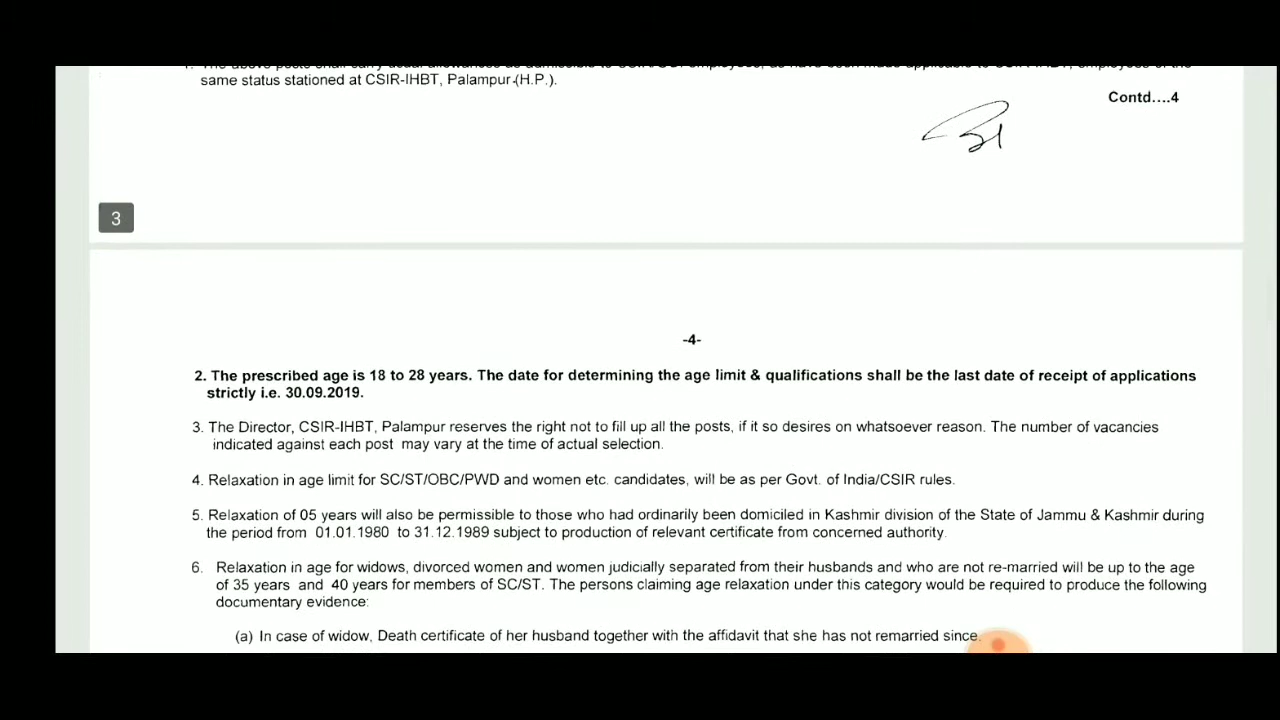 same status stationed at CSIR-IHBT, Palampur (H.P.).
Contd....4
3
-4-
2. The prescribed age is 18 to 28 years. The date for determining the age limit & qualifications shall be the last date of receipt of applications
strictly i.e. 30.09.2019.
3. The Director, CSIR-IHBT, Palampur reserves the right not to fill up all the posts, if it so desires on whatsoever reason. The number of vacancies
indicated against each post may vary at the time of actual selection.
4. Relaxation in age limit for SC/ST/OBC/PWD and women etc. candidates, will be as per Govt. of India/CSIR rules.
5. Relaxation of 05 years will also be permissible to those who had ordinarily been domiciled in Kashmir division of the State of Jammu & Kashmir during
the period from 01.01.1980 to 31.12.1989 subject to production of relevant certificate from concerned authority.
6. Relaxation in age for widows, divorced women and women judicially separated from their husbands and who are not re-married will be up to the age
of 35 years and 40 years for members of SC/ST. The persons claiming age relaxation under this category would be required to produce the following
documentary evidence:
(a) In case of widow, Death certificate of her husband together with the affidavit that she has not remarried since.